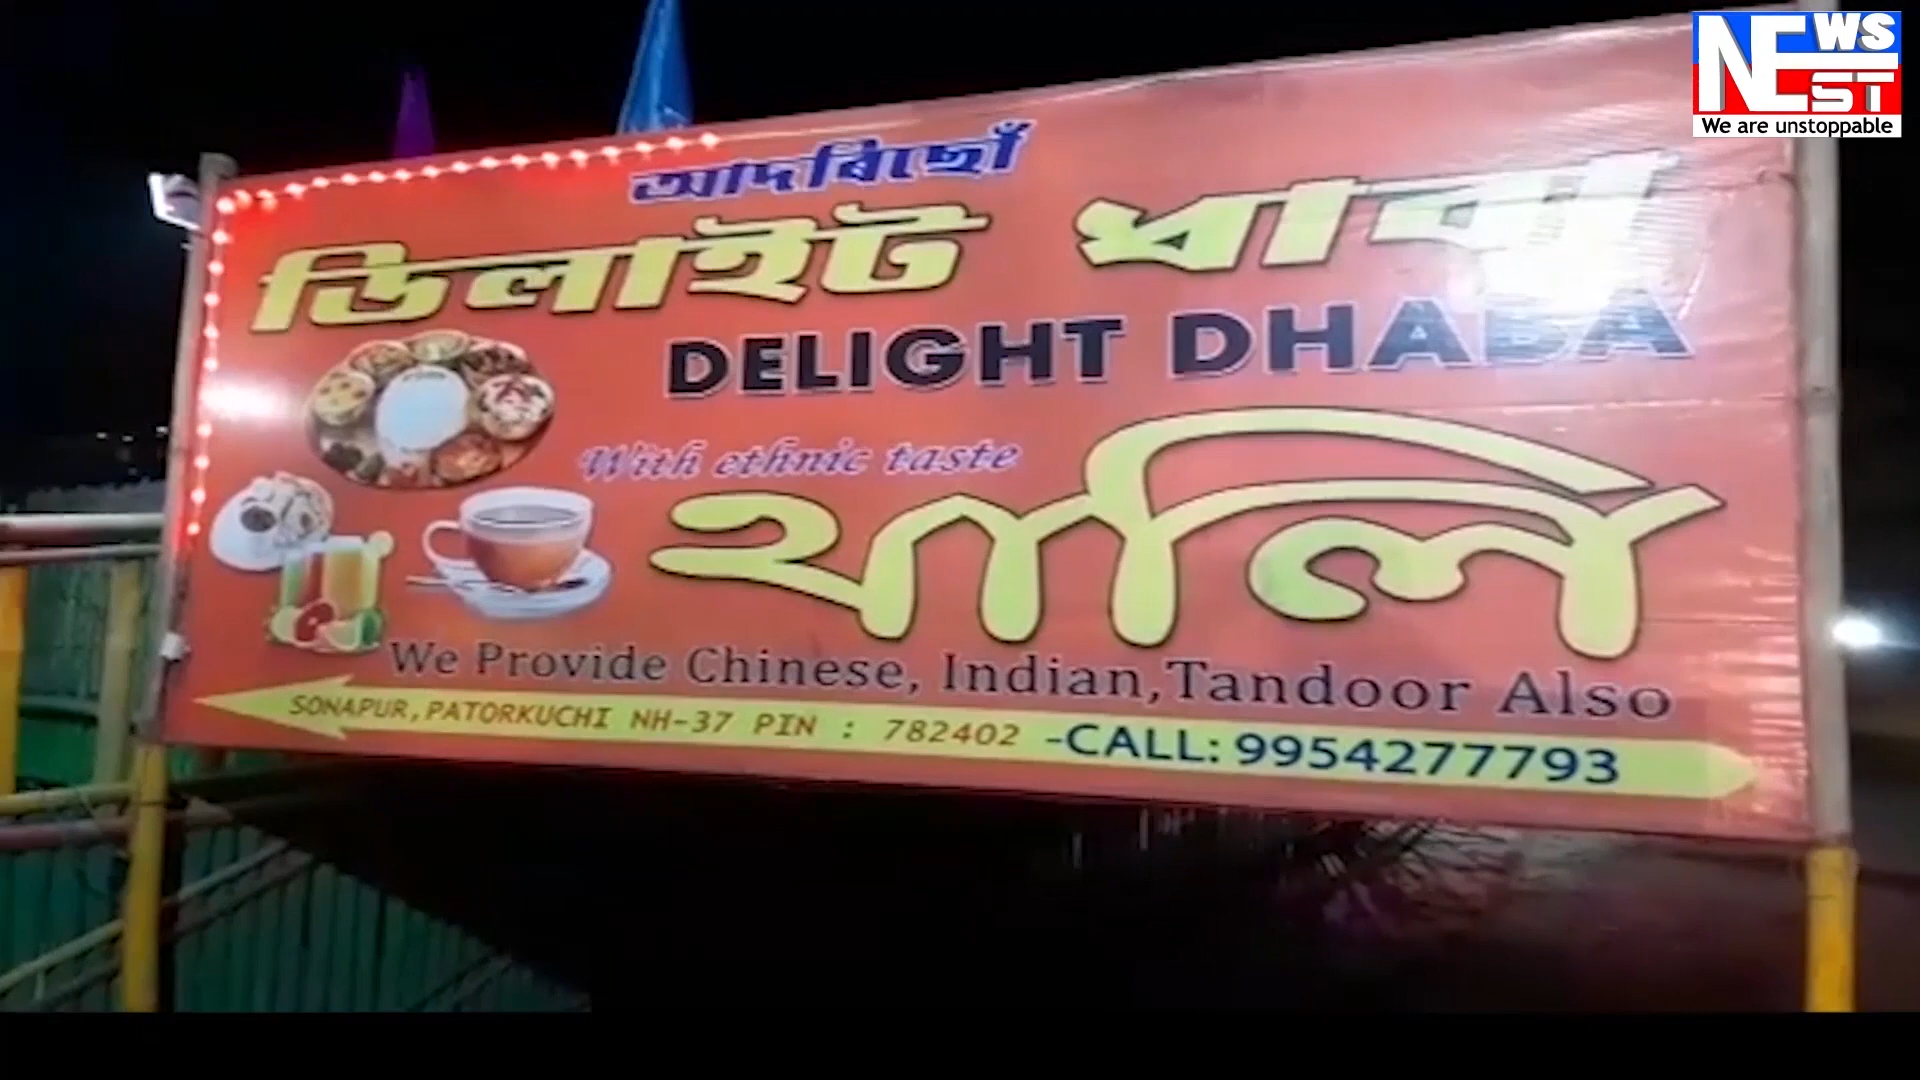 NEWS
NEST
We are unstoppable
আদৰিছোঁ
ডিলাইট ধাবা
DELIGHT DHABA
With ethnic taste
থালি
We Provide Chinese, Indian,Tandoor Also
SONAPUR,PATORKUCHI NH-37 PIN : 782402 -CALL: 9954277793